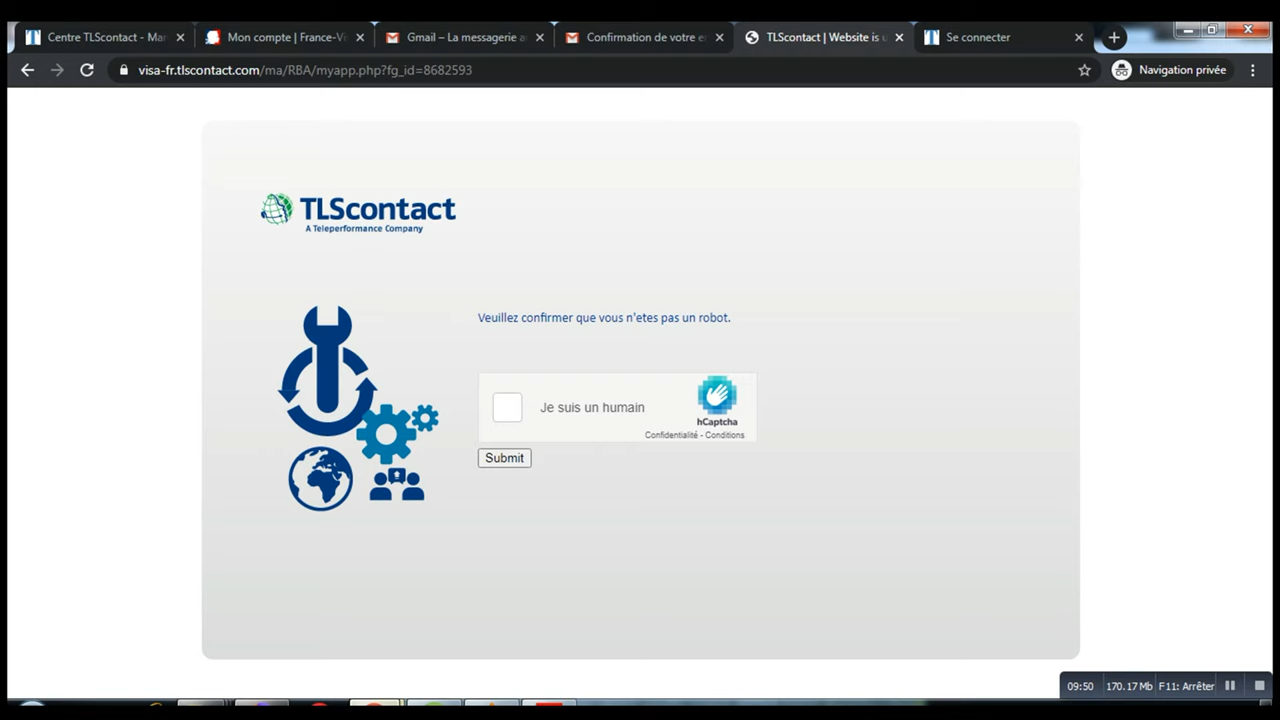 Centre TLScontact - Mar
Mon compte | France-Vi
Gmail – La messagerie a
Confirmation de votre e
TLScontact | Website is u
Se connecter
visa-fr.tlscontact.com/ma/RBA/myapp.php?fg_id=8682593
Navigation privée
TLScontact
A Teleperformance Company
Veuillez confirmer que vous n'etes pas un robot.
Je suis un humain
hCaptcha
Confidentialité - Conditions
Submit
09:50 170.17 Mb F11: Arrêter